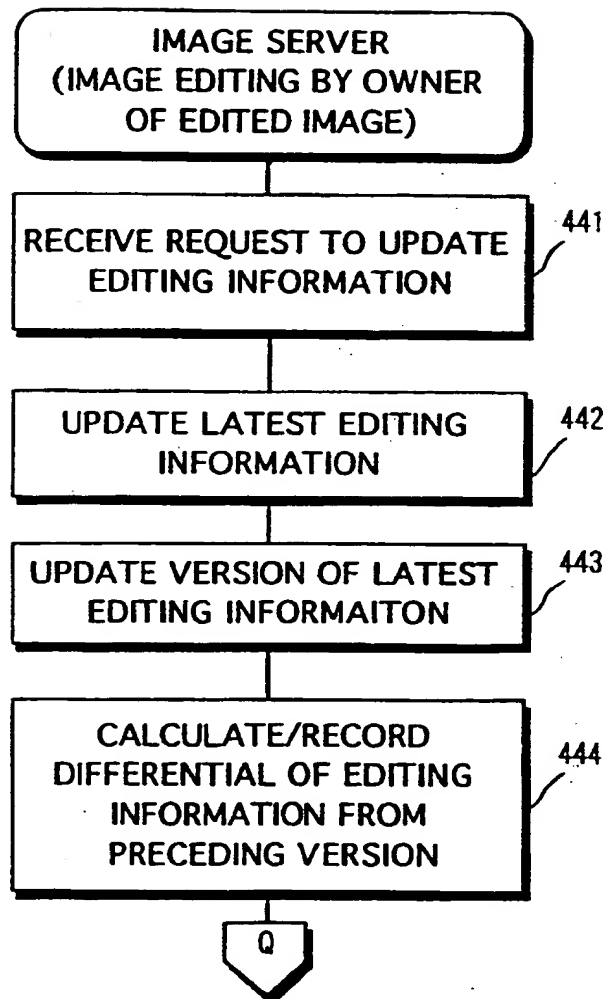 IMAGE SERVER
(IMAGE EDITING BY OWNER
OF EDITED IMAGE)
RECEIVE REQUEST TO UPDATE
EDITING INFORMATION
441
UPDATE LATEST EDITING
INFORMATION
442
UPDATE VERSION OF LATEST
EDITING INFORMAITON
443
CALCULATE/RECORD
DIFFERENTIAL OF EDITING
INFORMATION FROM
PRECEDING VERSION
444
Q